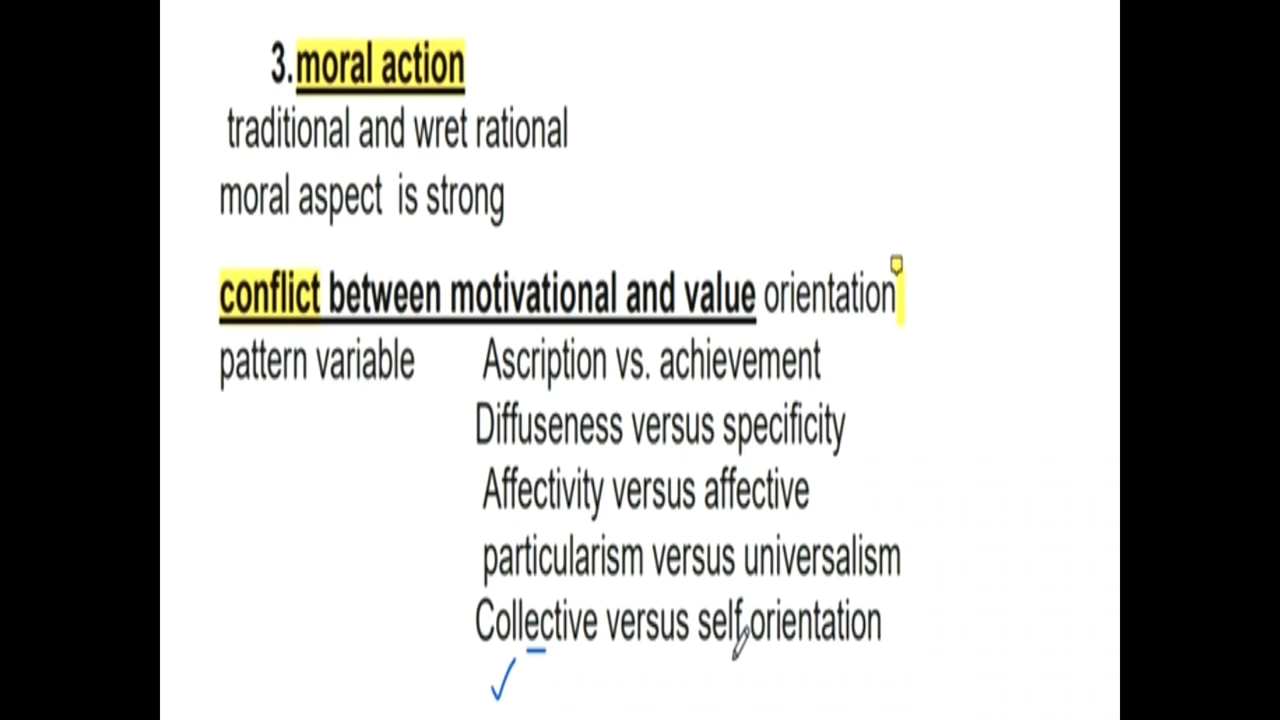 3.moral action
traditional and wret rational
moral aspect is strong
conflict between motivational and value orientation
pattern variable Ascription vs. achievement
Diffuseness versus specificity
Affectivity versus affective
particularism versus universalism
Collective versus self orientation